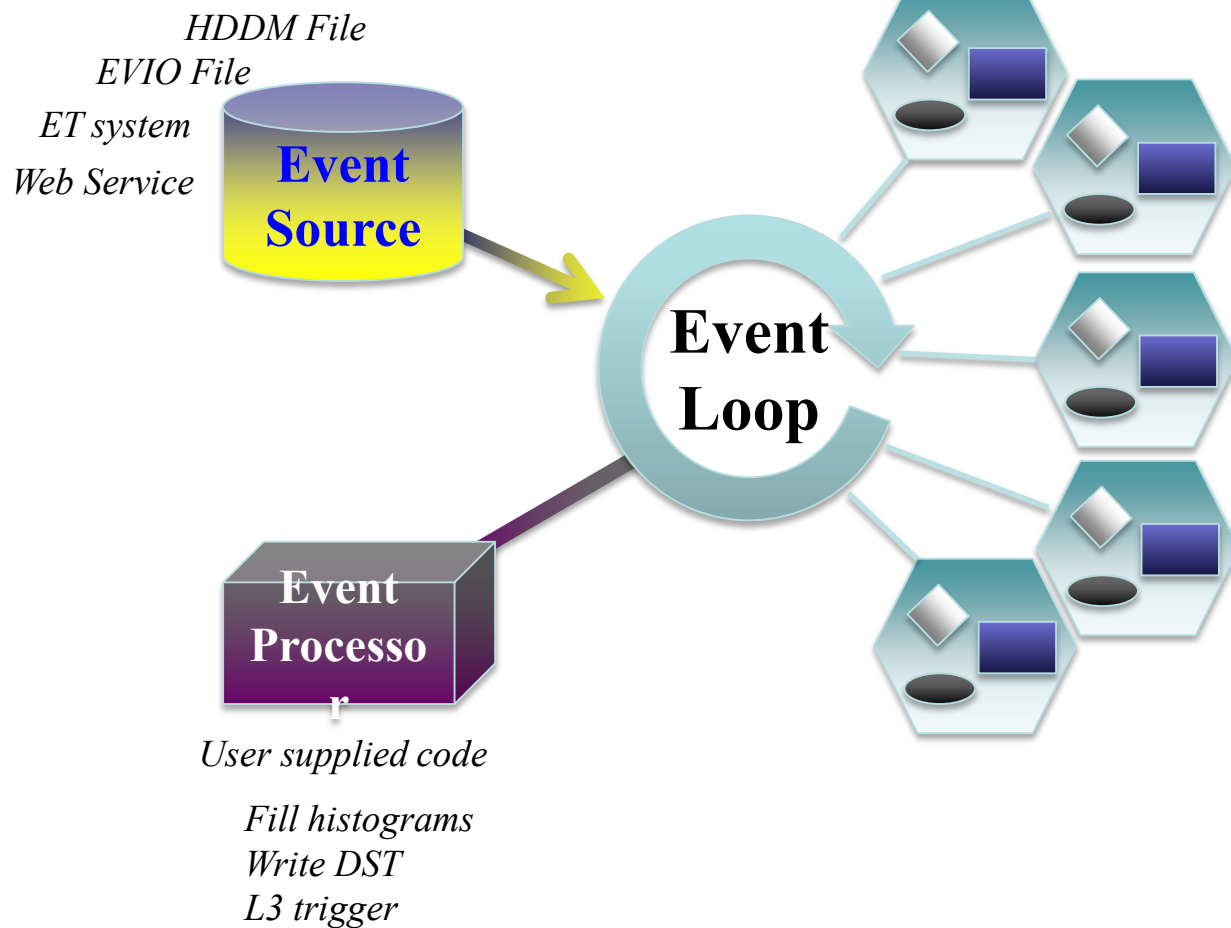 HDDM File
EVIO File
ET system
Web Service
Event
Source
Event
Loop
Event
Processo
r
User supplied code
Fill histograms
Write DST
L3 trigger